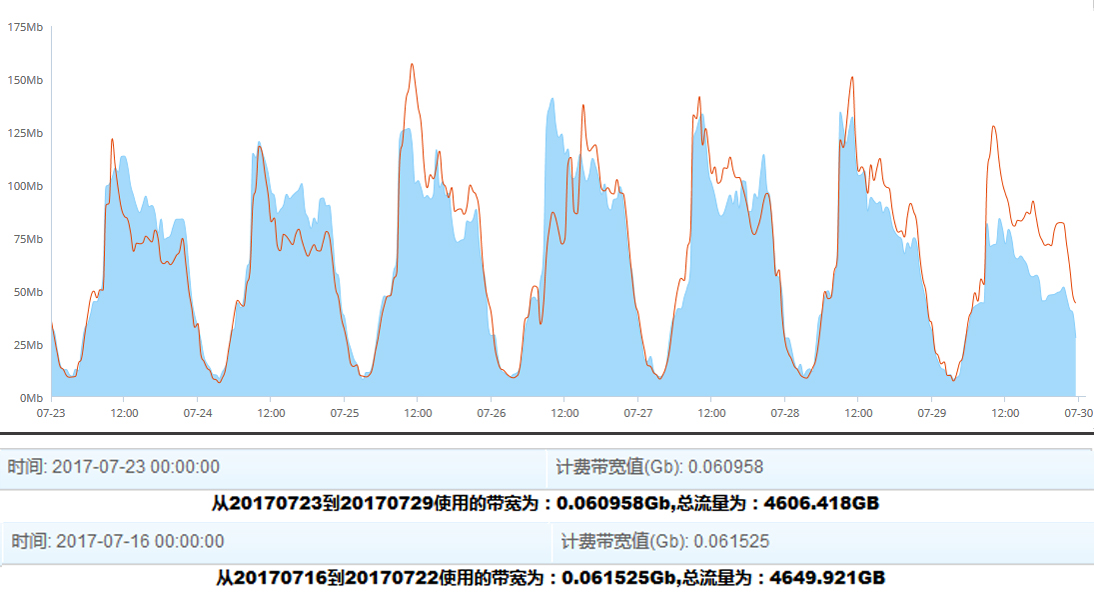 175Mb
150Mb
125Mb
100Mb
75Mb
50Mb
25Mb
0Mb
07-23 12:00 07-24 12:00 07-25 12:00 07-26 12:00 07-27 12:00 07-28 12:00 07-29 12:00 07-30
时间: 2017-07-23 00:00:00 计费带宽值(Gb): 0.060958
从20170723到20170729使用的带宽为：0.060958Gb,总流量为：4606.418GB
时间: 2017-07-16 00:00:00 计费带宽值(Gb): 0.061525
从20170716到20170722使用的带宽为：0.061525Gb,总流量为：4649.921GB